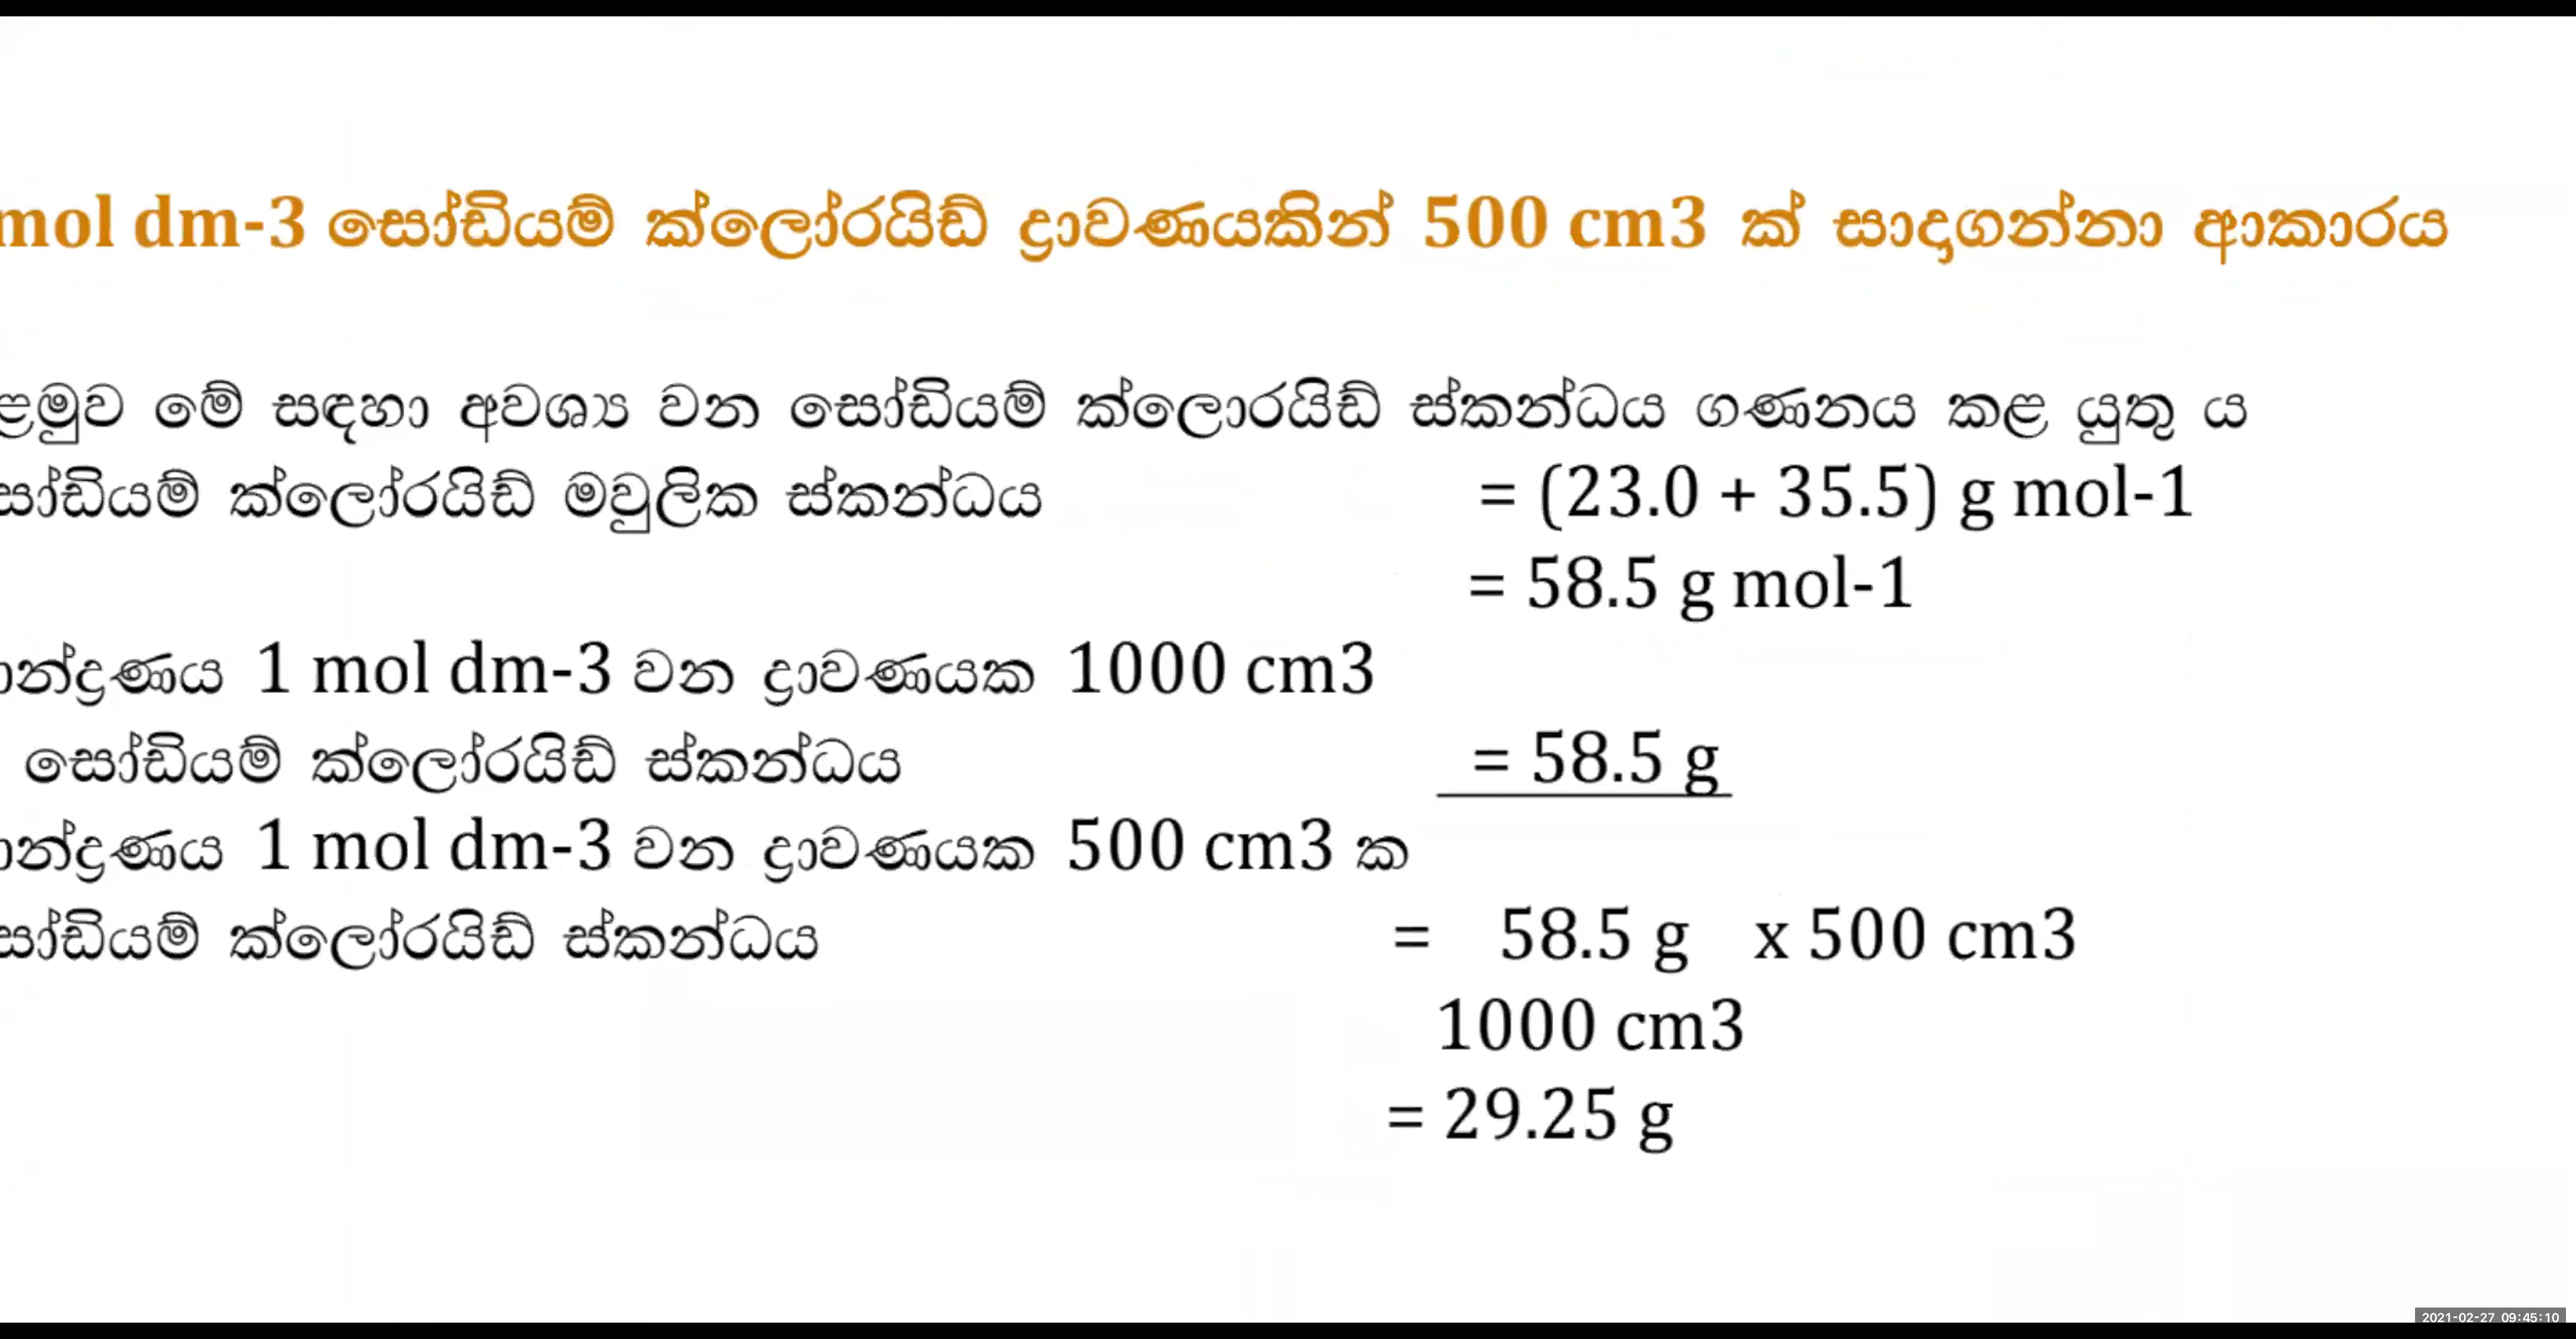 mol dm-3 සෝඩියම් ක්ලෝරයිඩ් ද්‍රාවණයකින් 500 cm3 ක් සාදාගන්නා ආකාරය
ළමුව මේ සඳහා අවශ්‍ය වන සෝඩියම් ක්ලොරයිඩ් ස්කන්ධය ගණනය කළ යුතු ය
සෝඩියම් ක්ලෝරයිඩ් මවුලික ස්කන්ධය = (23.0 + 35.5) g mol-1
= 58.5 g mol-1
ාන්ද්‍රණය 1 mol dm-3 වන ද්‍රාවණයක 1000 cm3
සෝඩියම් ක්ලෝරයිඩ් ස්කන්ධය = 58.5 g
ාන්ද්‍රණය 1 mol dm-3 වන ද්‍රාවණයක 500 cm3 ක
සෝඩියම් ක්ලෝරයිඩ් ස්කන්ධය = 58.5 g x 500 cm3
1000 cm3
= 29.25 g
2021-02-27 09:45:10